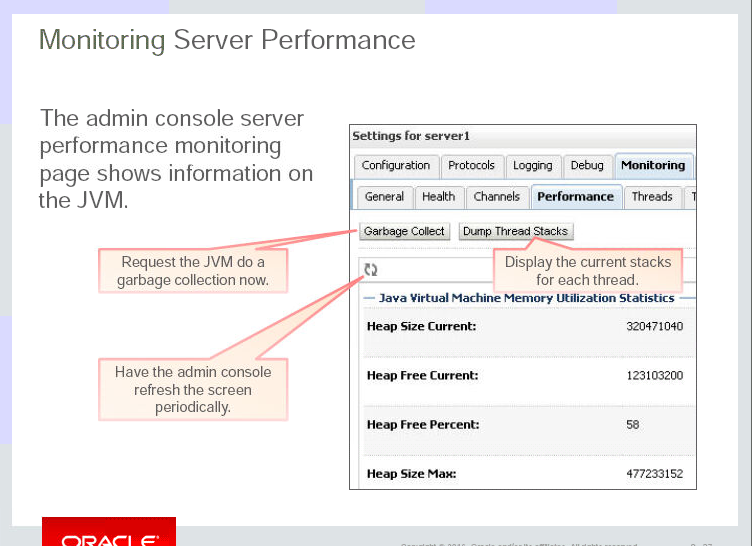 Monitoring Server Performance
The admin console server
performance monitoring
page shows information on
the JVM.
Settings for server1
Configuration Protocols Logging Debug Monitoring
General Health Channels Performance Threads
Garbage Collect Dump Thread Stacks
Request the JVM do a
garbage collection now.
Display the current stacks
for each thread.
Java Virtual Machine Memory Utilization Statistics
Heap Size Current: 320471040
Heap Free Current: 123103200
Have the admin console
refresh the screen
periodically.
Heap Free Percent: 58
Heap Size Max: 477233152
ORACLE